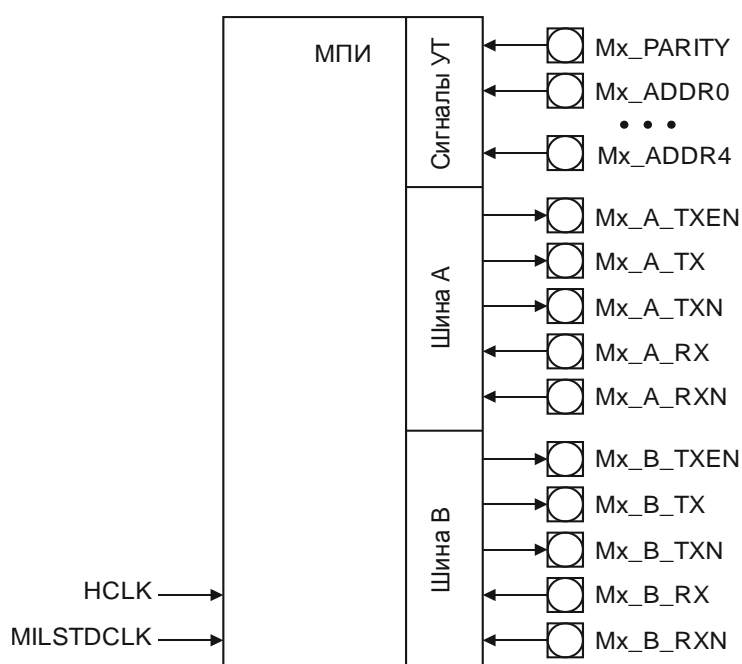 МПИ
Сигналы УТ
Mx_PARITY
Mx_ADDR0
• • •
Mx_ADDR4
Шина А
Mx_A_TXEN
Mx_A_TX
Mx_A_TXN
Mx_A_RX
Mx_A_RXN
Шина В
Mx_B_TXEN
Mx_B_TX
Mx_B_TXN
Mx_B_RX
Mx_B_RXN
HCLK
MILSTDCLK